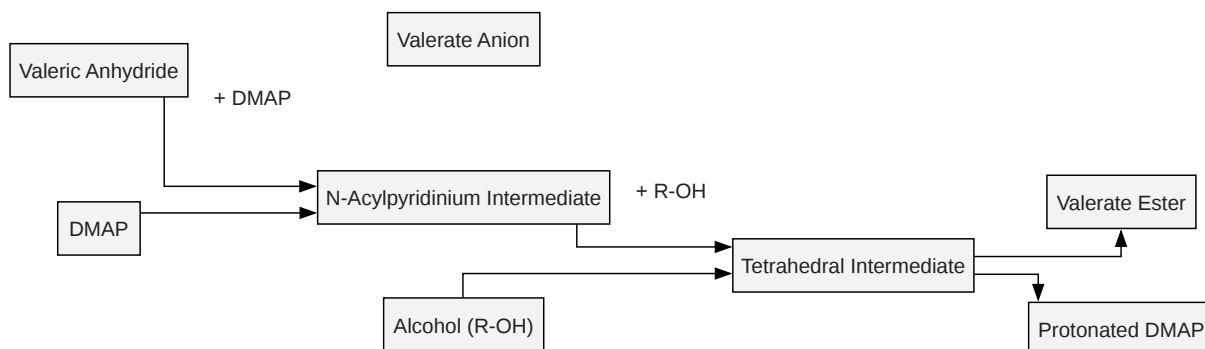 Valerate Anion
Valeric Anhydride
+ DMAP
N-Acylpyridinium Intermediate
+ R-OH
DMAP
Valerate Ester
Tetrahedral Intermediate
Alcohol (R-OH)
Protonated DMAP